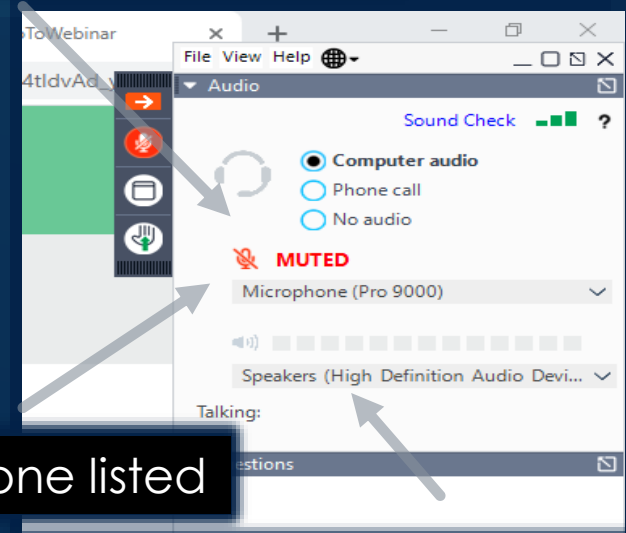 ToWebinar
File View Help
4tIdvAd_
Audio
Sound Check ?
Computer audio
Phone call
No audio
MUTED
Microphone (Pro 9000)
Speakers (High Definition Audio Devi...
Talking:
one listed
estions